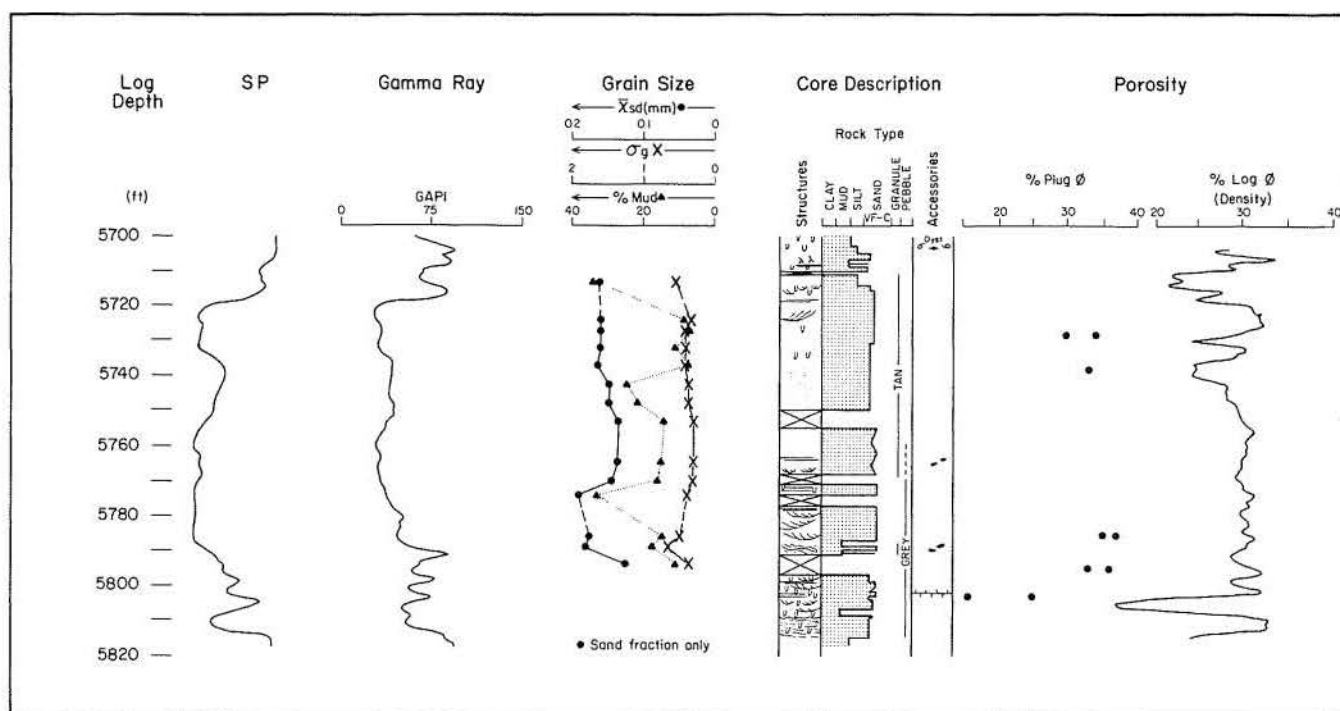 Log Depth
SP
Gamma Ray
Grain Size
Core Description
Porosity
X̅sd(mm)
0.2 0.1 0
Rock Type
σg X
2 1 0
% Plug Ø
% Log Ø
(Density)
(ft)
GAPI
% Mud
0 75 150
40 20 0
Structures
CLAY
MUD
SILT
SAND
GRANULE
PEBBLE
VF-C
Accessories
20 30 40
20 30 40
5700
Oyst
5720
5740
TAN
5760
5780
GREY
5800
5820
Sand fraction only